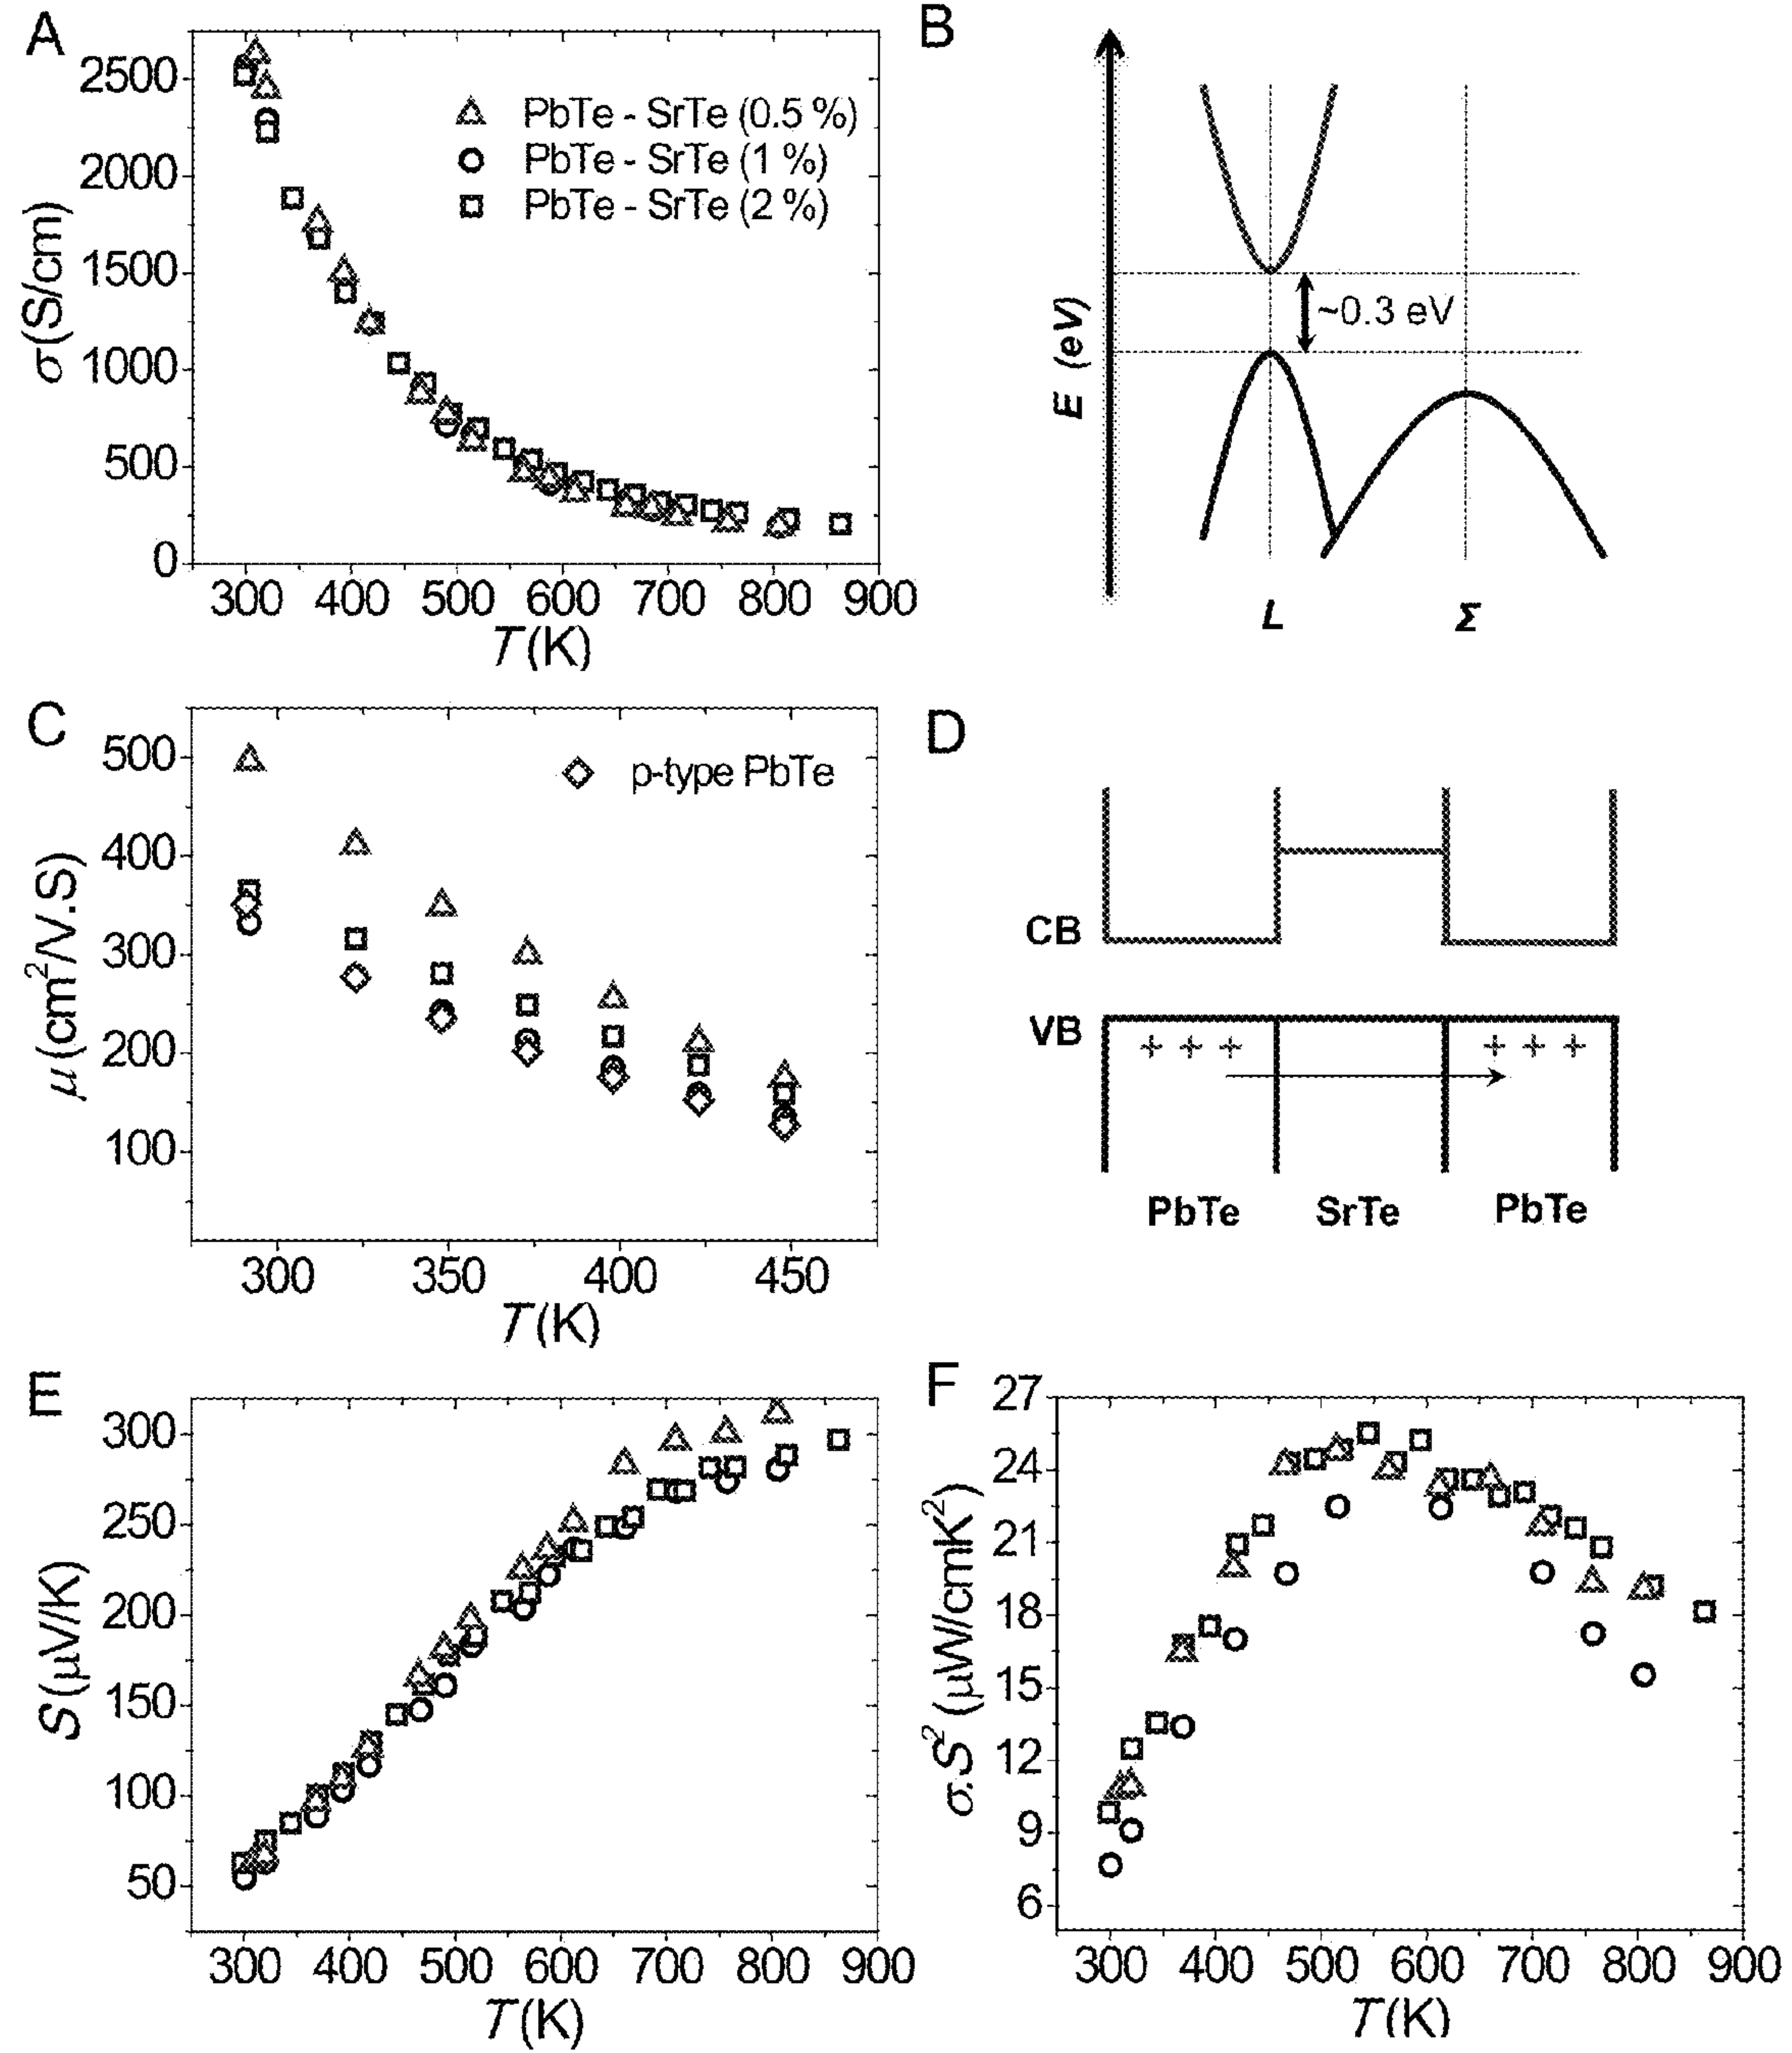 A
2500
2000
1500
1000
500
0
σ(S/cm)
PbTe - SrTe (0.5 %)
PbTe - SrTe (1 %)
PbTe - SrTe (2 %)
300 400 500 600 700 800 900
T(K)
B
E (eV)
~0.3 eV
L Σ
C
500
400
300
200
100
μ(cm²/V.S)
p-type PbTe
300 350 400 450
T(K)
D
CB
VB
+ + + + + +
PbTe SrTe PbTe
E
300
250
200
150
100
50
S(μV/K)
300 400 500 600 700 800 900
T(K)
F
27
24
21
18
15
12
9
6
σ.S² (μW/cmK²)
300 400 500 600 700 800 900
T(K)